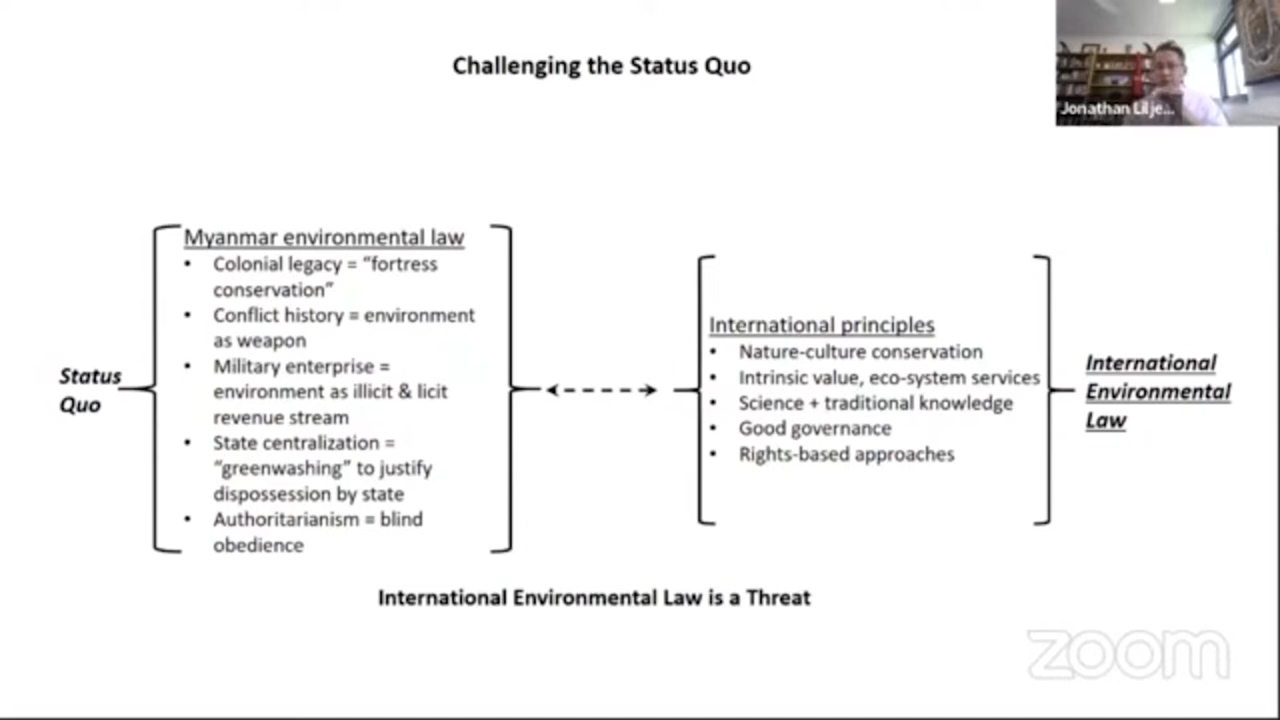 Challenging the Status Quo
Jonathan Lilje...
Status
Quo
Myanmar environmental law
• Colonial legacy = “fortress
conservation”
• Conflict history = environment
as weapon
• Military enterprise =
environment as illicit & licit
revenue stream
• State centralization =
“greenwashing” to justify
dispossession by state
• Authoritarianism = blind
obedience
International principles
• Nature-culture conservation
• Intrinsic value, eco-system services
• Science + traditional knowledge
• Good governance
• Rights-based approaches
International
Environmental
Law
International Environmental Law is a Threat
zoom